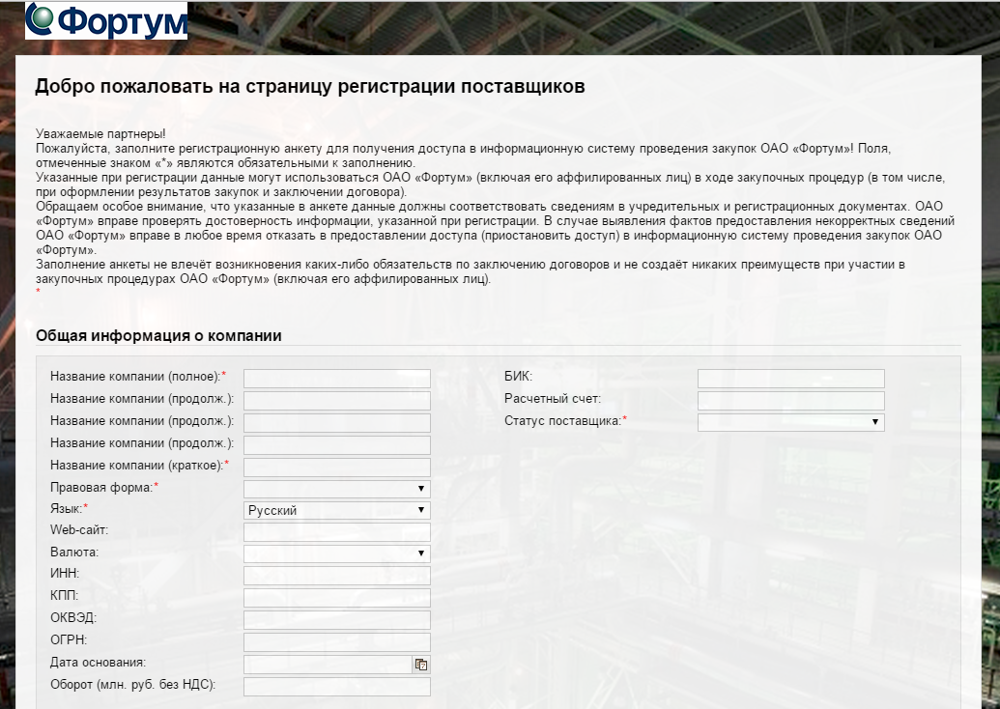 Фортум
Добро пожаловать на страницу регистрации поставщиков
Уважаемые партнеры!
Пожалуйста, заполните регистрационную анкету для получения доступа в информационную систему проведения закупок ОАО «Фортум»! Поля,
отмеченные знаком «*» являются обязательными к заполнению.
Указанные при регистрации данные могут использоваться ОАО «Фортум» (включая его аффилированных лиц) в ходе закупочных процедур (в том числе,
при оформлении результатов закупок и заключении договора).
Обращаем особое внимание, что указанные в анкете данные должны соответствовать сведениям в учредительных и регистрационных документах. ОАО
«Фортум» вправе проверять достоверность информации, указанной при регистрации. В случае выявления фактов предоставления некорректных сведений
ОАО «Фортум» вправе в любое время отказать в предоставлении доступа (приостановить доступ) в информационную систему проведения закупок ОАО
«Фортум».
Заполнение анкеты не влечёт возникновения каких-либо обязательств по заключению договоров и не создаёт никаких преимуществ при участии в
закупочных процедурах ОАО «Фортум» (включая его аффилированных лиц).
*
Общая информация о компании
Название компании (полное):*
Название компании (продолж.):
Название компании (продолж.):
Название компании (продолж.):
Название компании (краткое):*
Правовая форма:*
Язык:* Русский
Web-сайт:
Валюта:
ИНН:
КПП:
ОКВЭД:
ОГРН:
Дата основания:
Оборот (млн. руб. без НДС):
БИК:
Расчетный счет:
Статус поставщика:*